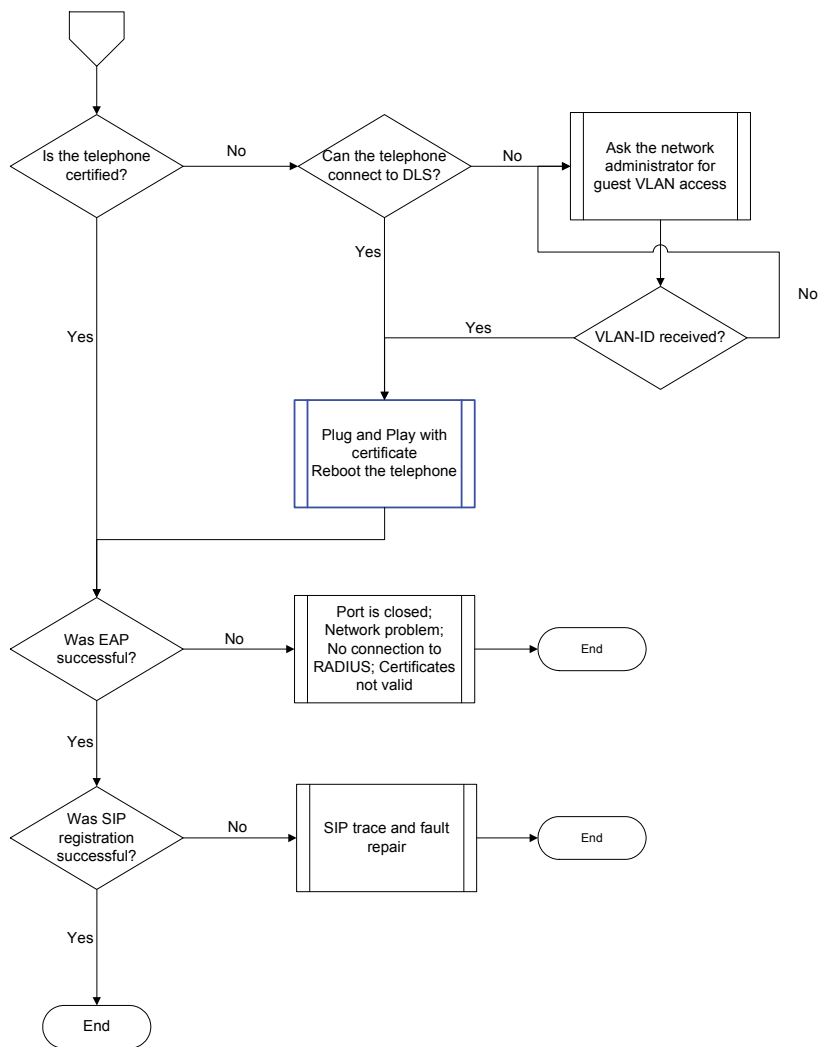 Is the telephone
certified?
No
Can the telephone
connect to DLS?
No
Ask the network
administrator for
guest VLAN access
Yes
No
Yes
Yes
VLAN-ID received?
Plug and Play with
certificate
Reboot the telephone
Was EAP
successful?
No
Port is closed;
Network problem;
No connection to
RADIUS; Certificates
not valid
End
Yes
Was SIP
registration
successful?
No
SIP trace and fault
repair
End
Yes
End